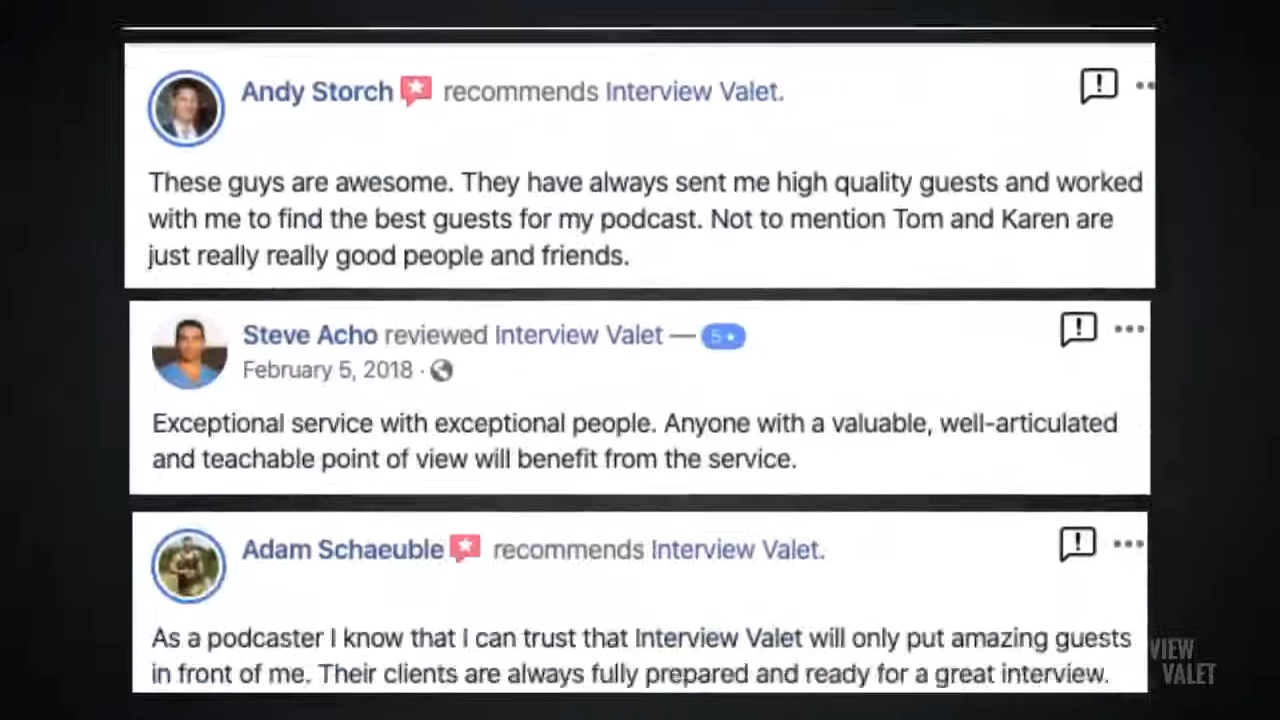 Andy Storch recommends Interview Valet.
These guys are awesome. They have always sent me high quality guests and worked
with me to find the best guests for my podcast. Not to mention Tom and Karen are
just really really good people and friends.
Steve Acho reviewed Interview Valet — 5★
February 5, 2018 ·
Exceptional service with exceptional people. Anyone with a valuable, well-articulated
and teachable point of view will benefit from the service.
Adam Schaeuble recommends Interview Valet.
As a podcaster I know that I can trust that Interview Valet will only put amazing guests
in front of me. Their clients are always fully prepared and ready for a great interview.
VIEW
VALET